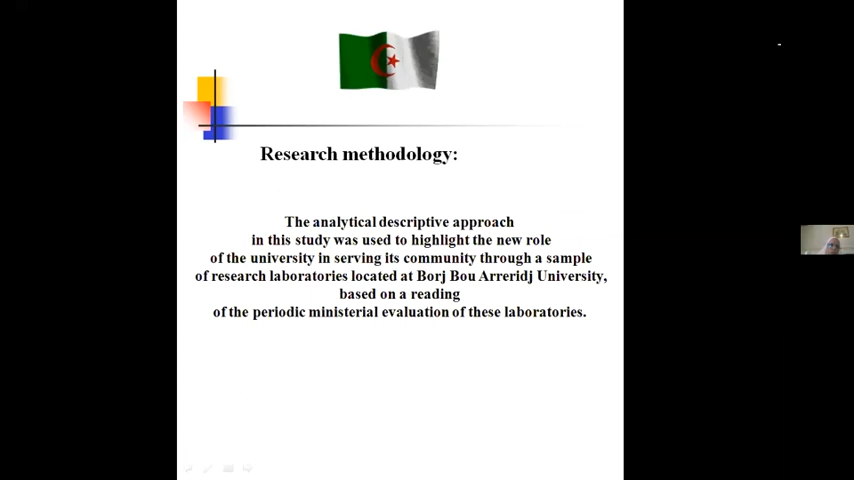 Research methodology:
The analytical descriptive approach
in this study was used to highlight the new role
of the university in serving its community through a sample
of research laboratories located at Borj Bou Arreridj University,
based on a reading
of the periodic ministerial evaluation of these laboratories.